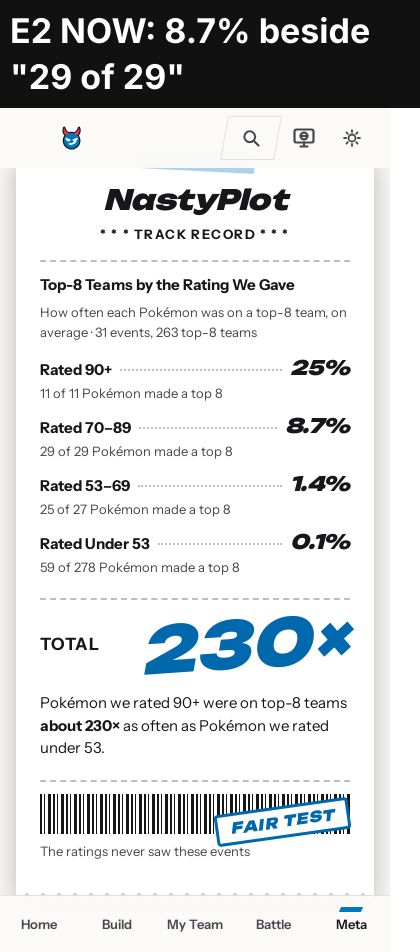 E2 NOW: 8.7% beside
"29 of 29"
NastyPlot
* * * TRACK RECORD * * *
Top-8 Teams by the Rating We Gave
How often each Pokémon was on a top-8 team, on
average · 31 events, 263 top-8 teams
Rated 90+ 25%
11 of 11 Pokémon made a top 8
Rated 70–89 8.7%
29 of 29 Pokémon made a top 8
Rated 53–69 1.4%
25 of 27 Pokémon made a top 8
Rated Under 53 0.1%
59 of 278 Pokémon made a top 8
TOTAL 230×
Pokémon we rated 90+ were on top-8 teams
about 230× as often as Pokémon we rated
under 53.
FAIR TEST
The ratings never saw these events
Home Build My Team Battle Meta